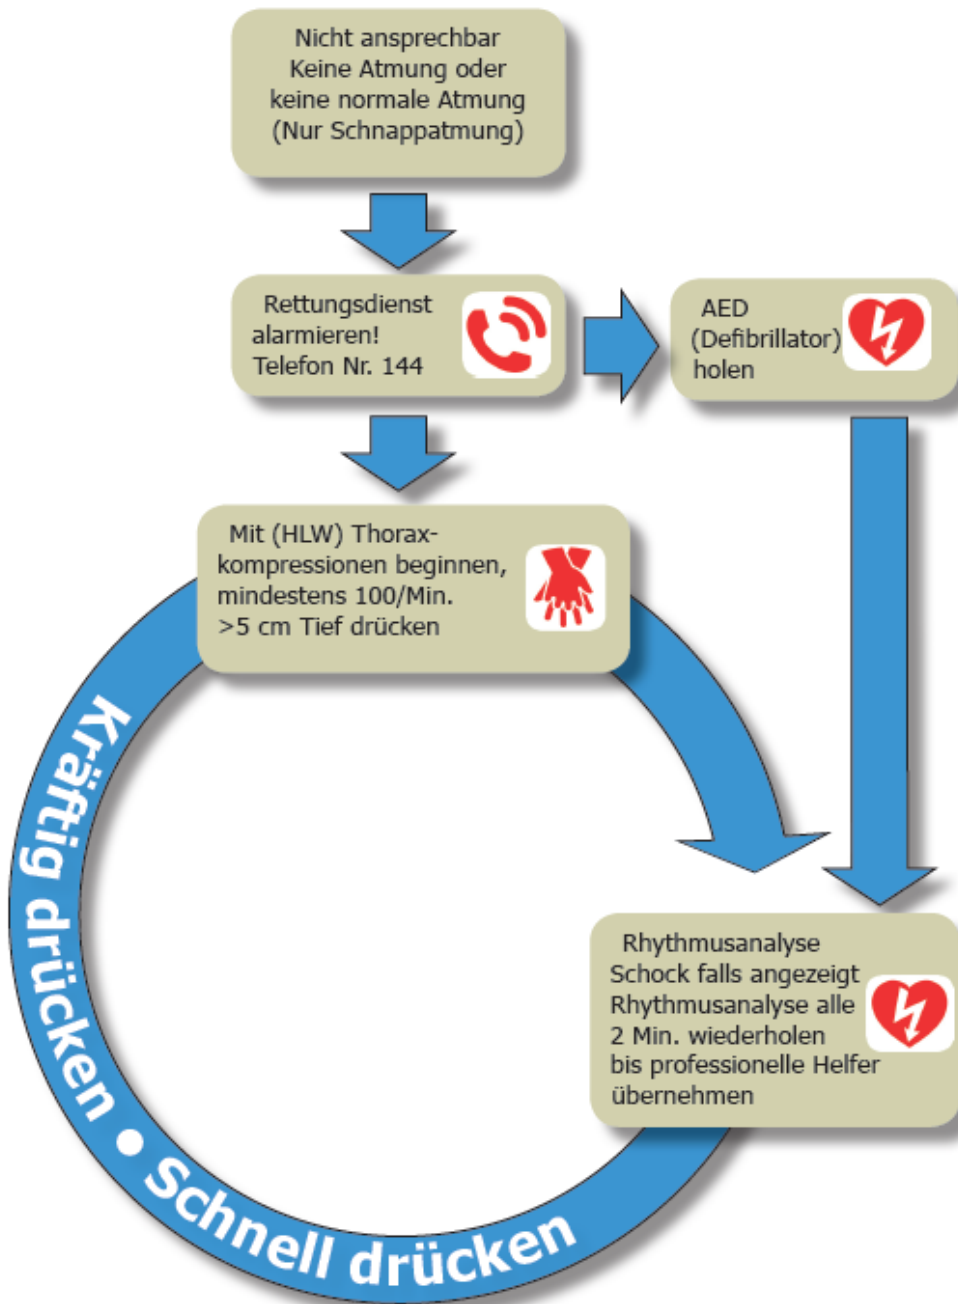 Nicht ansprechbar
Keine Atmung oder
keine normale Atmung
(Nur Schnappatmung)
Rettungsdienst
alarmieren!
Telefon Nr. 144
AED
(Defibrillator)
holen
Mit (HLW) Thorax-
kompressionen beginnen,
mindestens 100/Min.
>5 cm Tief drücken
Kräftig drücken • Schnell drücken
Rhythmusanalyse
Schock falls angezeigt
Rhythmusanalyse alle
2 Min. wiederholen
bis professionelle Helfer
übernehmen